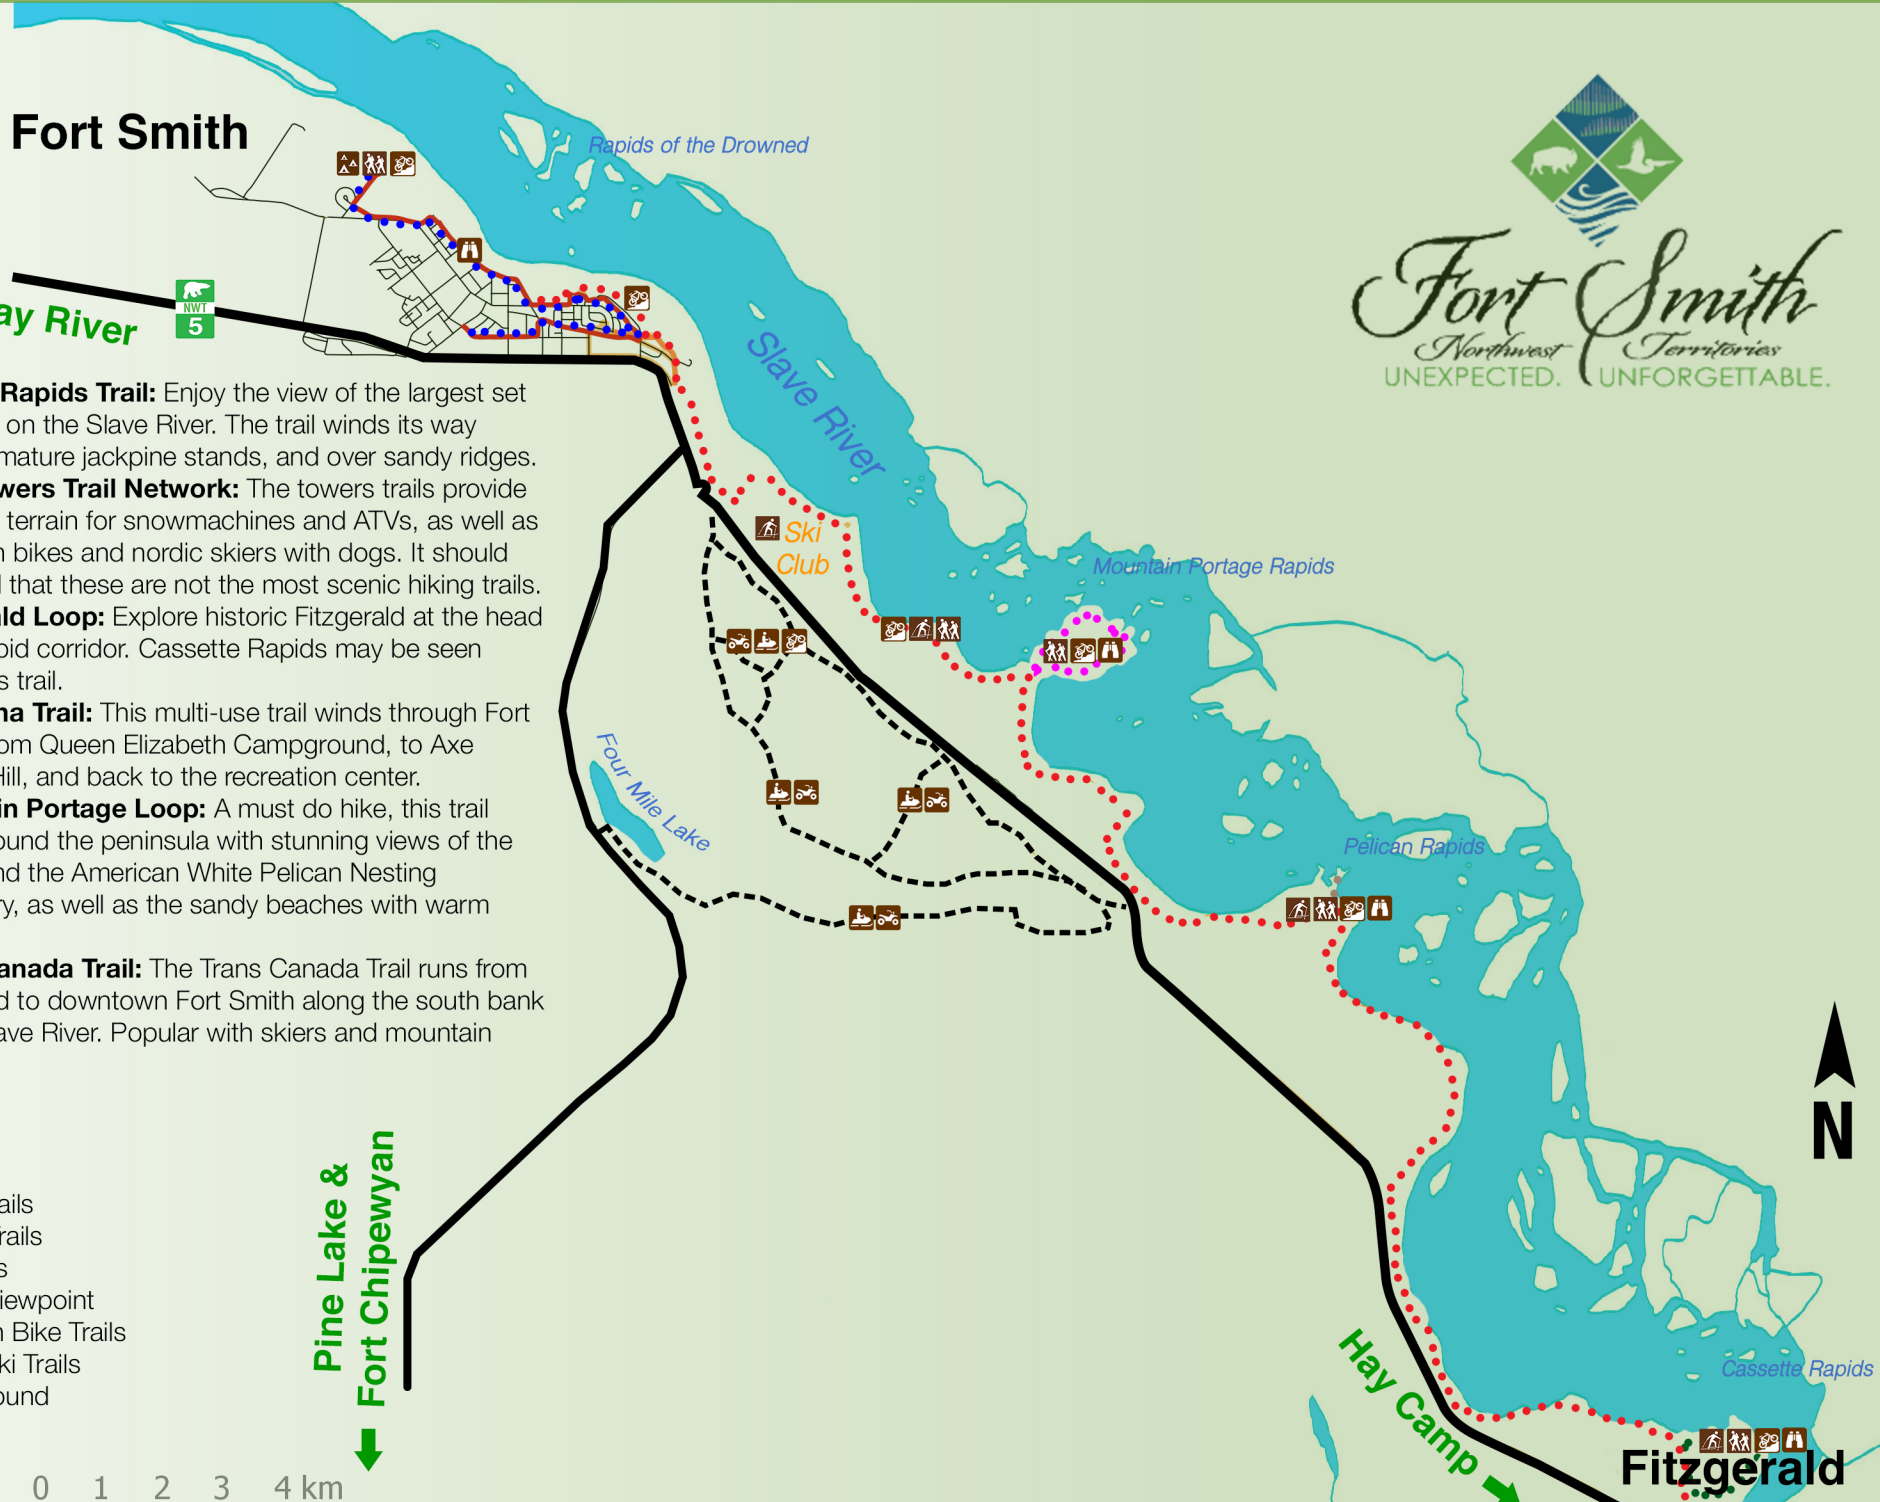 Fort Smith
Rapids of the Drowned
NWT
5
ay River
Slave River
Fort Smith
Northwest Territories
UNEXPECTED. UNFORGETTABLE.
Rapids Trail: Enjoy the view of the largest set
on the Slave River. The trail winds its way
mature jackpine stands, and over sandy ridges.
wers Trail Network: The towers trails provide
terrain for snowmachines and ATVs, as well as
n bikes and nordic skiers with dogs. It should
d that these are not the most scenic hiking trails.
ald Loop: Explore historic Fitzgerald at the head
pid corridor. Cassette Rapids may be seen
s trail.
na Trail: This multi-use trail winds through Fort
om Queen Elizabeth Campground, to Axe
Hill, and back to the recreation center.
in Portage Loop: A must do hike, this trail
ound the peninsula with stunning views of the
nd the American White Pelican Nesting
ry, as well as the sandy beaches with warm
anada Trail: The Trans Canada Trail runs from
d to downtown Fort Smith along the south bank
ave River. Popular with skiers and mountain
Ski
Club
Mountain Portage Rapids
Four Mile Lake
Pelican Rapids
N
ails
Trails
s
iewpoint
n Bike Trails
ki Trails
ound
Pine Lake &
Fort Chipewyan
Hay Camp
Cassette Rapids
Fitzgerald
0 1 2 3 4 km